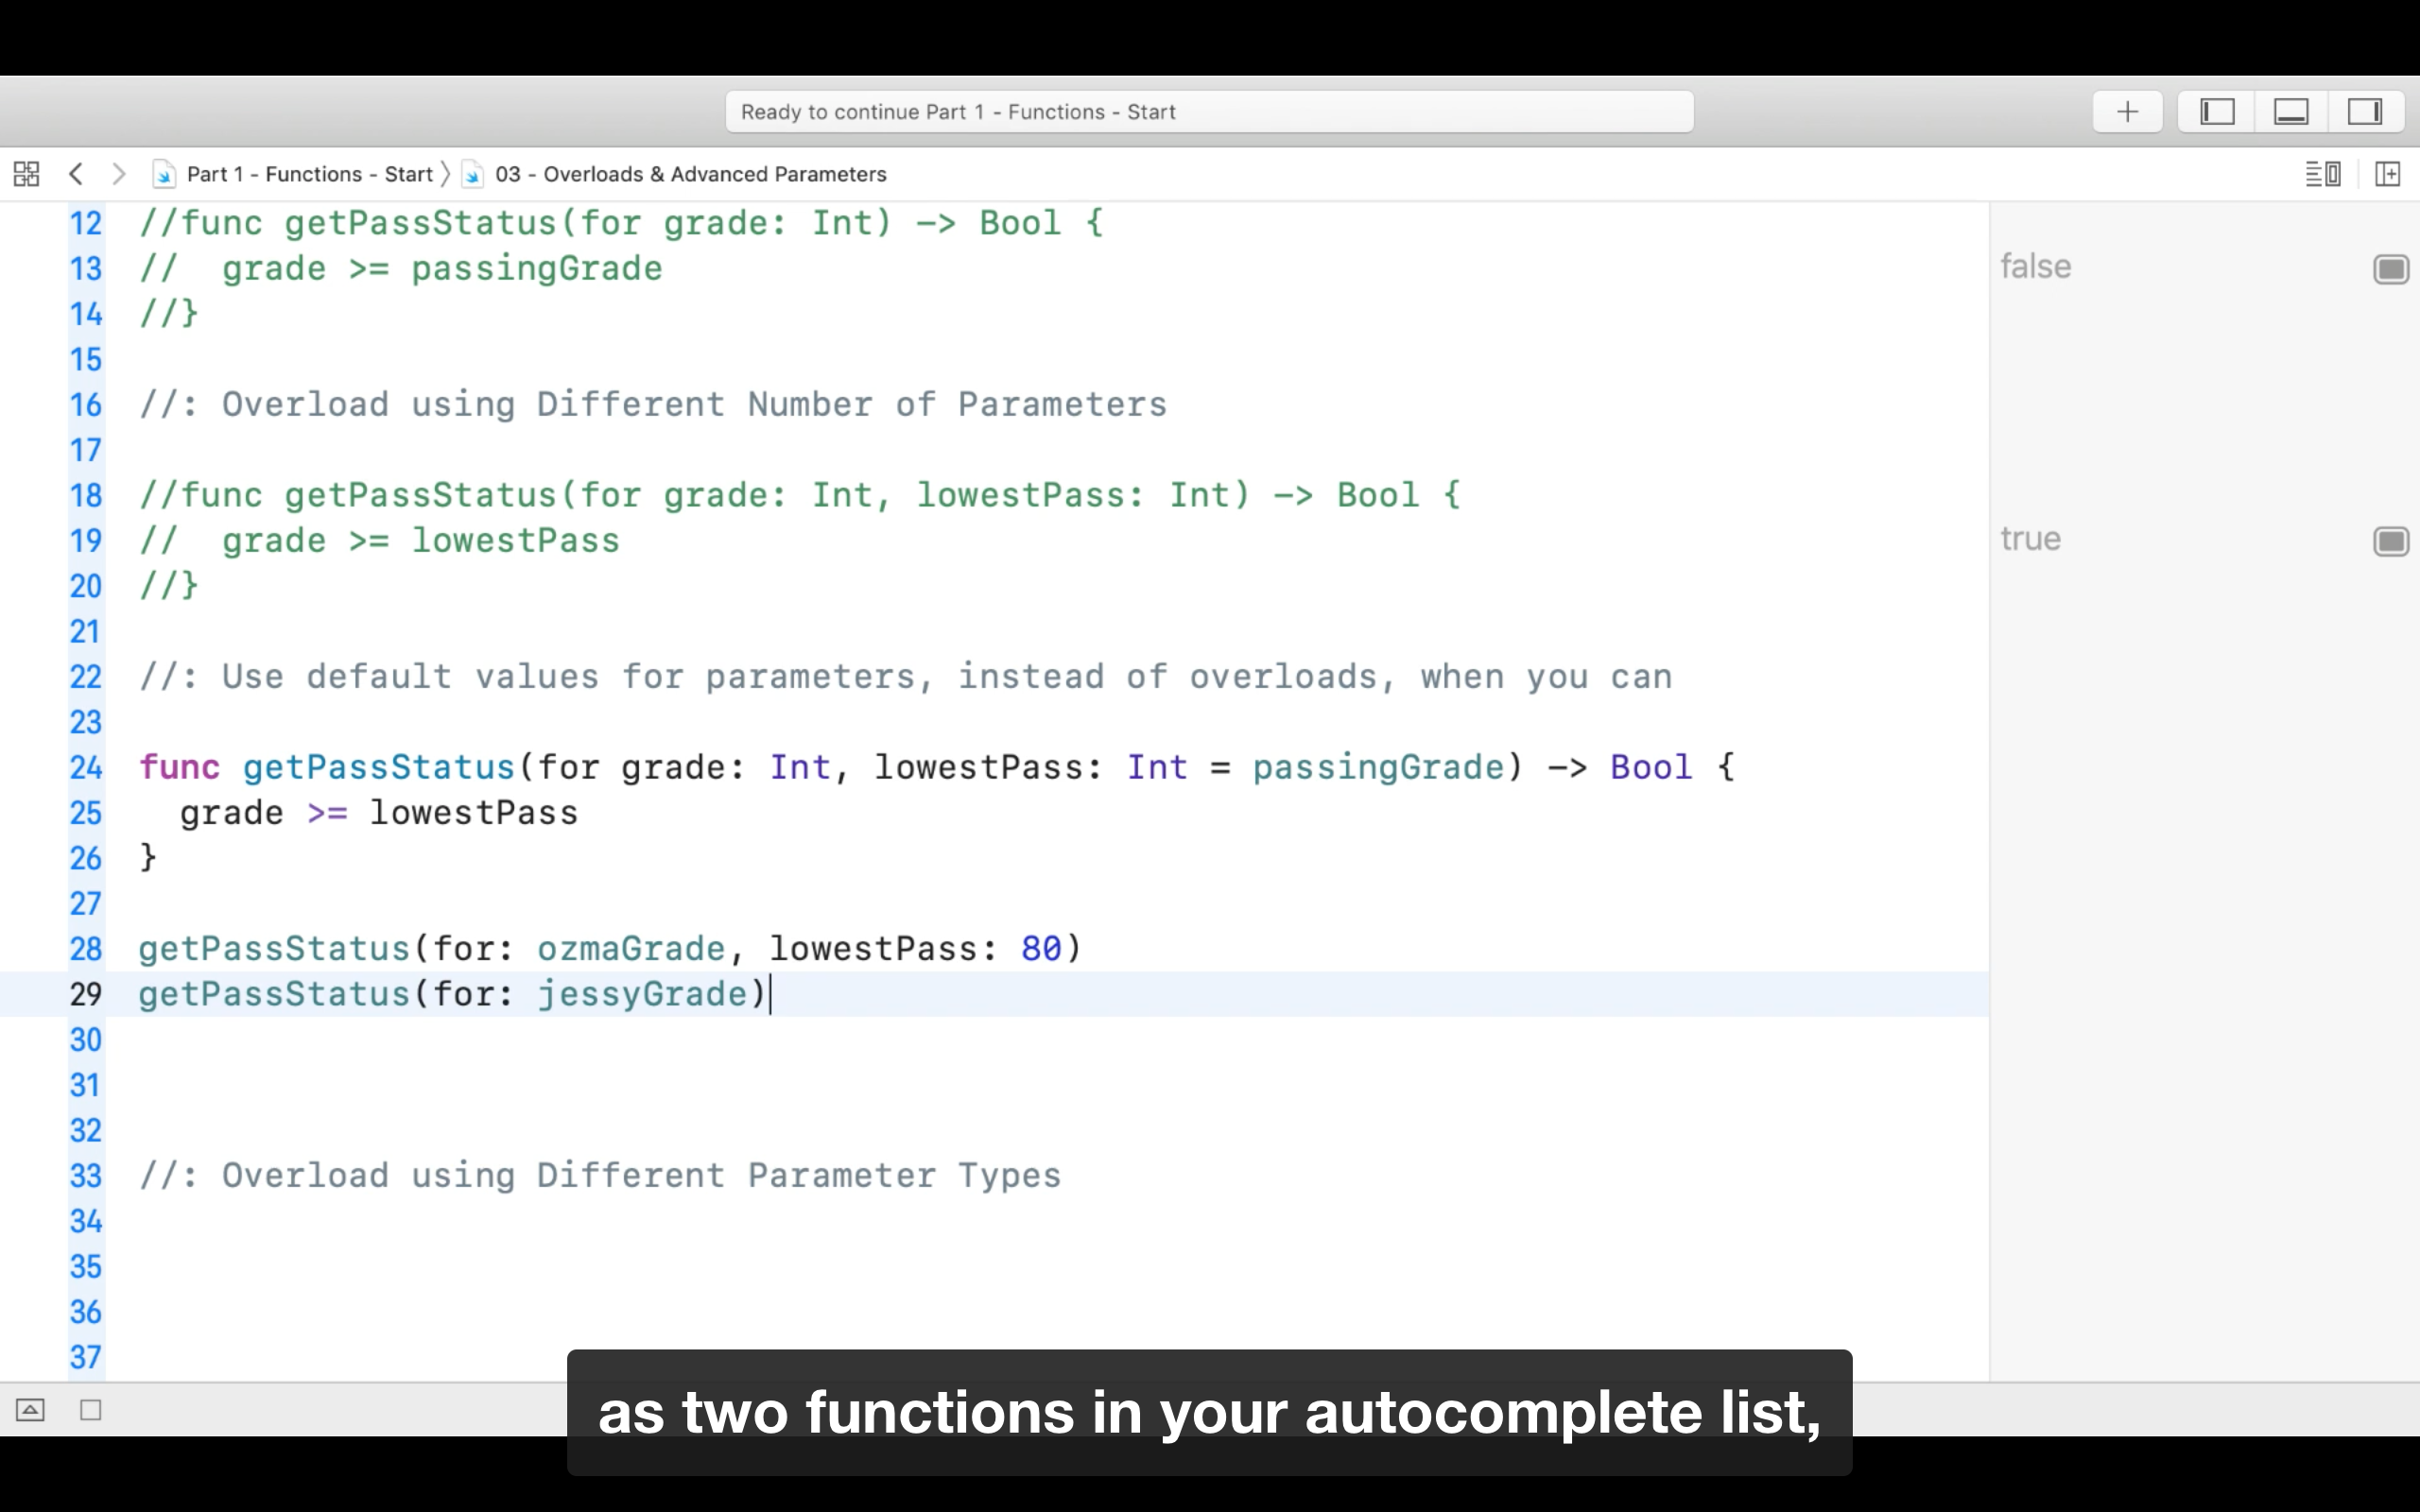 Ready to continue Part 1 - Functions - Start
Part 1 - Functions - Start 〉 03 - Overloads & Advanced Parameters
12 //func getPassStatus(for grade: Int) -> Bool {
13 //  grade >= passingGrade
false
14 //}
15
16 //: Overload using Different Number of Parameters
17
18 //func getPassStatus(for grade: Int, lowestPass: Int) -> Bool {
19 //  grade >= lowestPass
true
20 //}
21
22 //: Use default values for parameters, instead of overloads, when you can
23
24 func getPassStatus(for grade: Int, lowestPass: Int = passingGrade) -> Bool {
25   grade >= lowestPass
26 }
27
28 getPassStatus(for: ozmaGrade, lowestPass: 80)
29 getPassStatus(for: jessyGrade)
30
31
32
33 //: Overload using Different Parameter Types
34
35
36
37
as two functions in your autocomplete list,